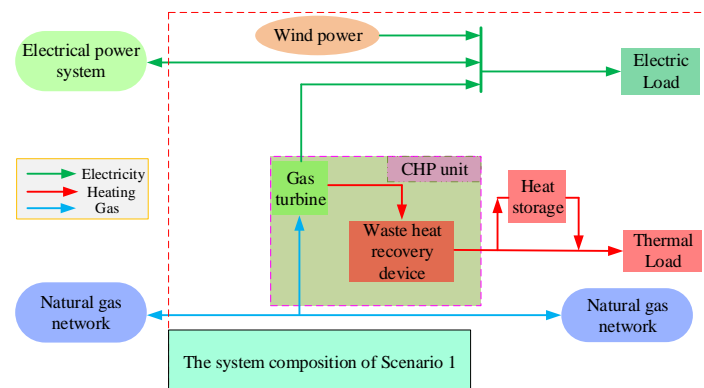 Wind power
Electrical power
system
Electric
Load
Electricity
Heating
Gas
CHP unit
Gas
turbine
Heat
storage
Waste heat
recovery
device
Thermal
Load
Natural gas
network
Natural gas
network
The system composition of Scenario 1